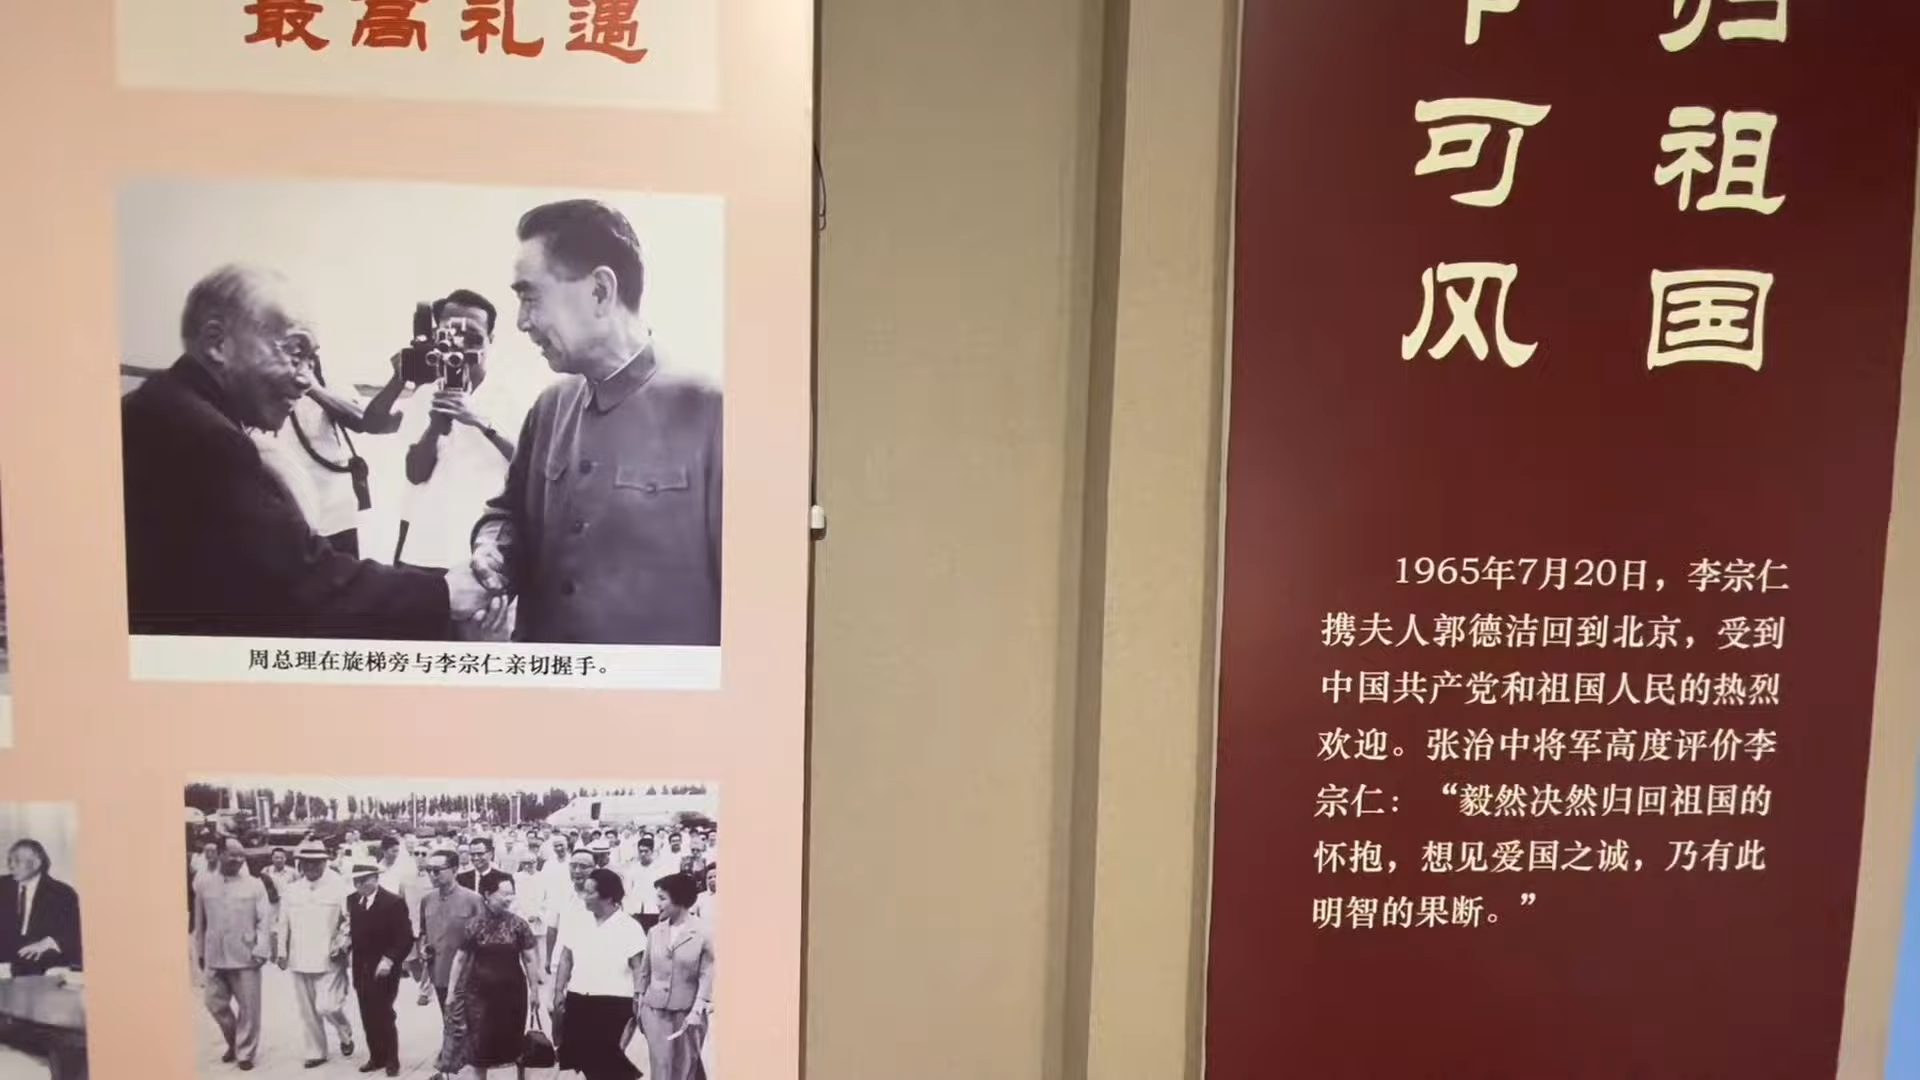 最高礼遇
周总理在旋梯旁与李宗仁亲切握手。
归祖国
可风
1965年7月20日，李宗仁
携夫人郭德洁回到北京，受到
中国共产党和祖国人民的热烈
欢迎。张治中将军高度评价李
宗仁：“毅然决然归回祖国的
怀抱，想见爱国之诚，乃有此
明智的果断。”